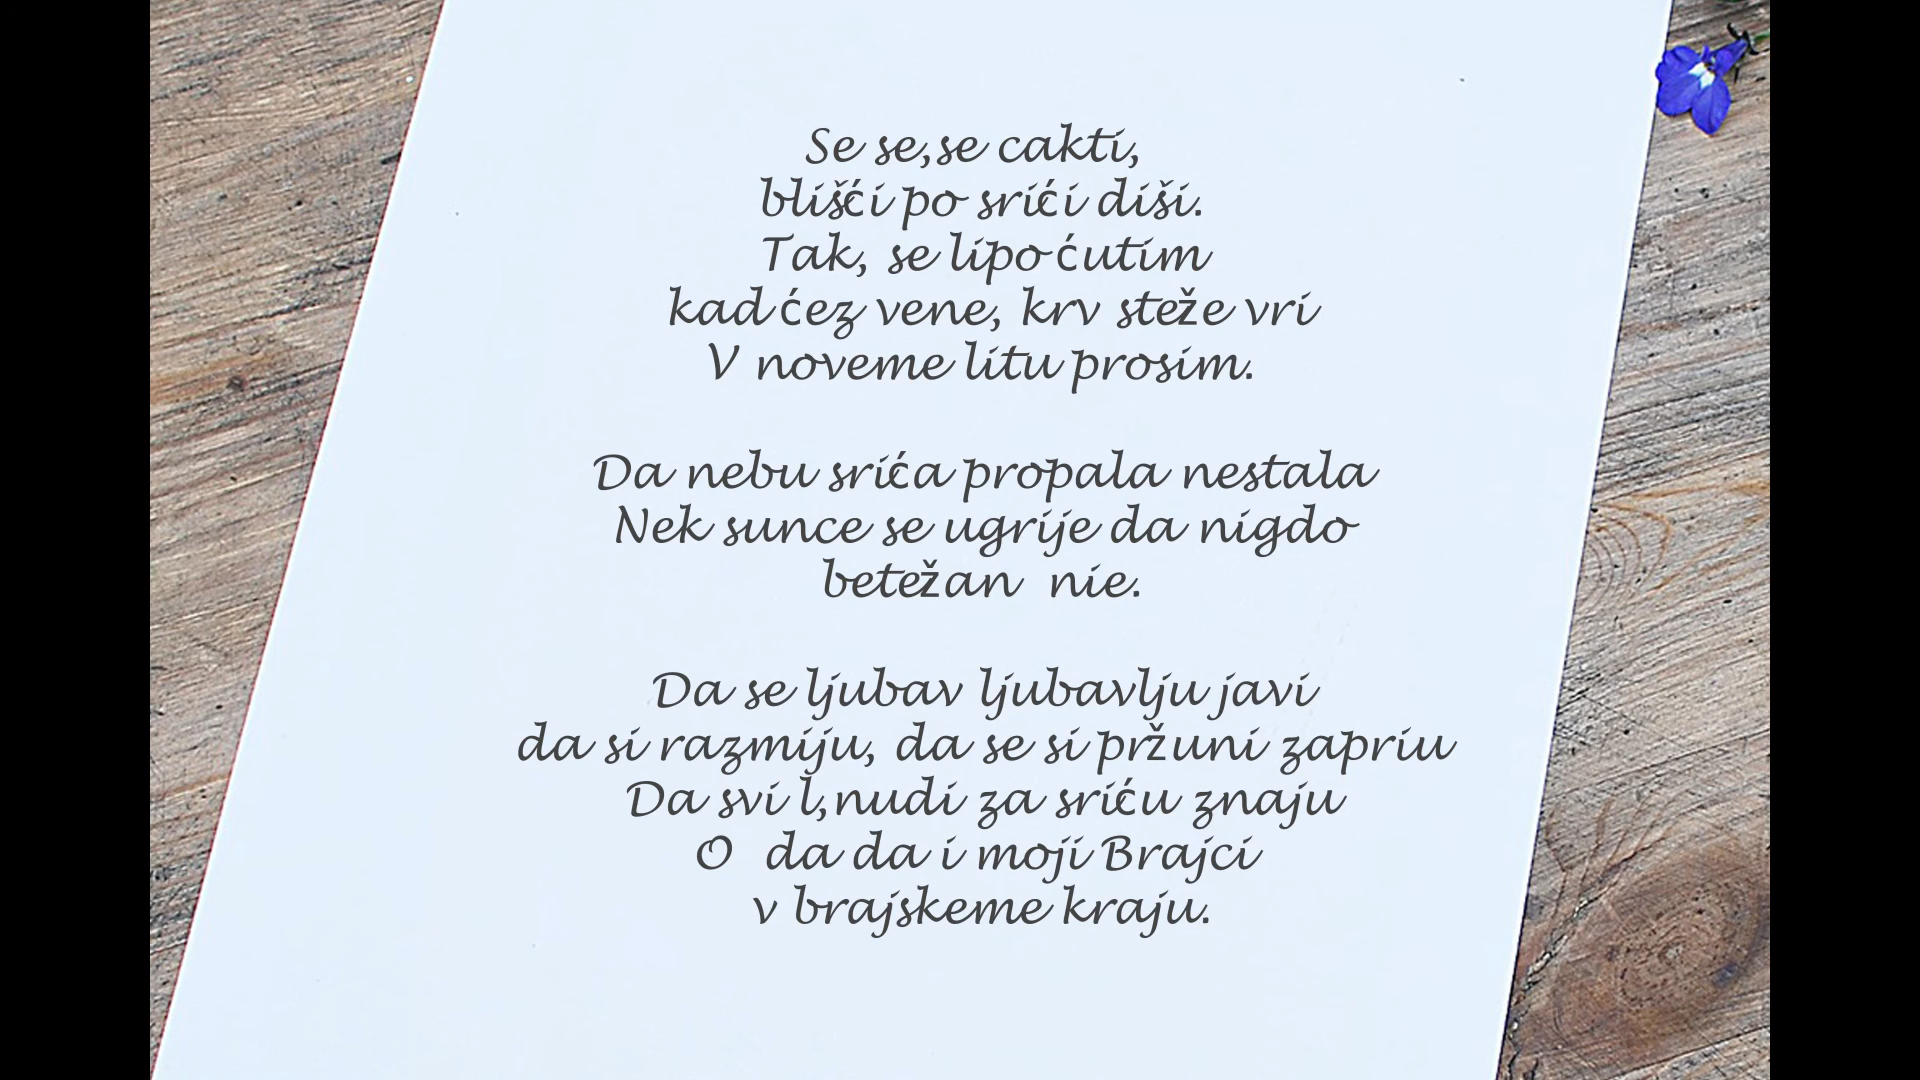 Se se,se cakti,
blišći po srići diši.
Tak, se lipo ćutim
kad ćez vene, krv steže vri
V noveme litu prosim.
Da nebu srića propala nestala
Nek sunce se ugrije da nigdo
betežan nie.
Da se ljubav ljubavlju javi
da si razmiju, da se si pržuni zapriu
Da svi l,nudi za sriću znaju
O da da i moji Brajci
v brajskeme kraju.